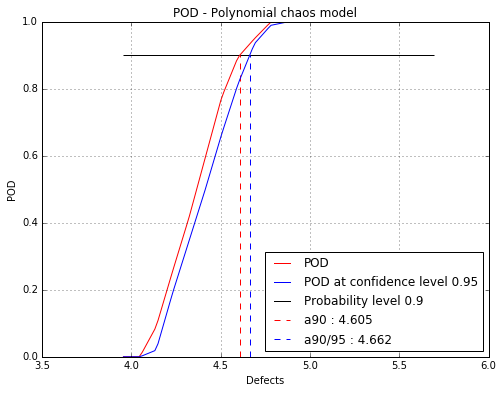 POD - Polynomial chaos model
1.0
0.8
0.6
0.4
0.2
0.0
POD
3.5 4.0 4.5 5.0 5.5 6.0
Defects
POD
POD at confidence level 0.95
Probability level 0.9
a90 : 4.605
a90/95 : 4.662